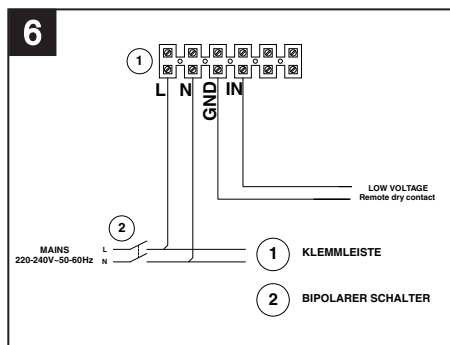 6
1
L N GND IN
LOW VOLTAGE
Remote dry contact
2
MAINS
220-240V~50-60Hz
L
N
1 KLEMMLEISTE
2 BIPOLARER SCHALTER